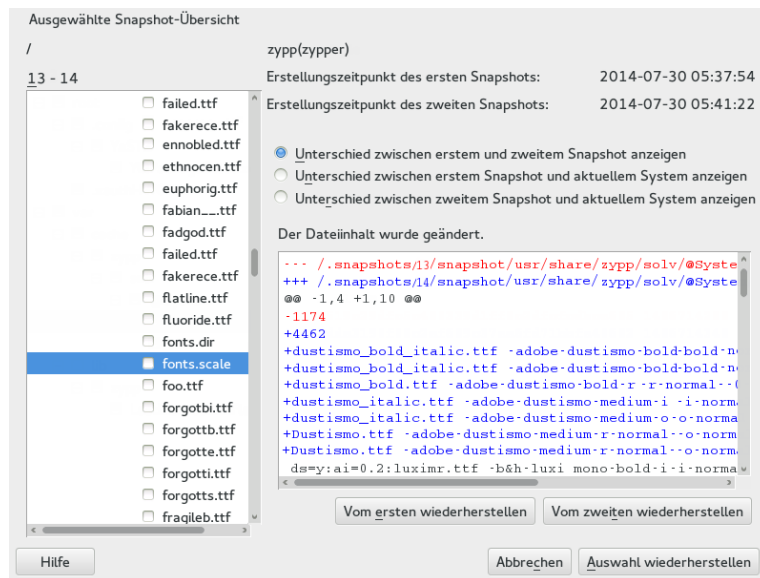 Ausgewählte Snapshot-Übersicht
/
zypp(zypper)
13 - 14
Erstellungszeitpunkt des ersten Snapshots: 2014-07-30 05:37:54
Erstellungszeitpunkt des zweiten Snapshots: 2014-07-30 05:41:22
failed.ttf
fakerece.ttf
ennobled.ttf
ethnocen.ttf
euphorig.ttf
fabian__.ttf
fadgod.ttf
failed.ttf
fakerece.ttf
flatline.ttf
fluoride.ttf
fonts.dir
fonts.scale
foo.ttf
forgotbi.ttf
forgottb.ttf
forgotte.ttf
forgotti.ttf
forgotts.ttf
fragileb.ttf
Unterschied zwischen erstem und zweitem Snapshot anzeigen
Unterschied zwischen erstem Snapshot und aktuellem System anzeigen
Unterschied zwischen zweitem Snapshot und aktuellem System anzeigen
Der Dateiinhalt wurde geändert.
--- /.snapshots/13/snapshot/usr/share/zypp/solv/@Syste
+++ /.snapshots/14/snapshot/usr/share/zypp/solv/@Syste
@@ -1,4 +1,10 @@
-1174
+4462
+dustismo_bold_italic.ttf -adobe-dustismo-bold-bold-n
+dustismo_bold_italic.ttf -adobe-dustismo-bold-bold-n
+dustismo_bold.ttf -adobe-dustismo-bold-r -r-normal--0
+dustismo_italic.ttf -adobe-dustismo-medium-i -i-norm
+dustismo_italic.ttf -adobe-dustismo-medium-o-o-norma
+Dustismo.ttf -adobe-dustismo-medium-r-normal--o-norm
+Dustismo.ttf -adobe-dustismo-medium-r-normal--o-norm
ds=y:ai=0.2:luximr.ttf -b&h-luxi mono-bold-i-i-norma
Vom ersten wiederherstellen
Vom zweiten wiederherstellen
Hilfe
Abbrechen
Auswahl wiederherstellen